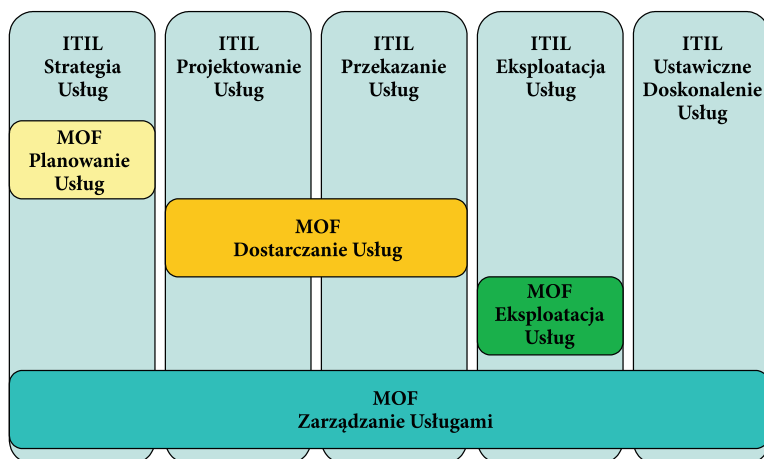 ITIL
Strategia
Usług
ITIL
Projektowanie
Usług
ITIL
Przekazanie
Usług
ITIL
Eksploatacja
Usług
ITIL
Ustawiczne
Doskonalenie
Usług
MOF
Planowanie
Usług
MOF
Dostarczanie Usług
MOF
Eksploatacja
Usług
MOF
Zarządzanie Usługami